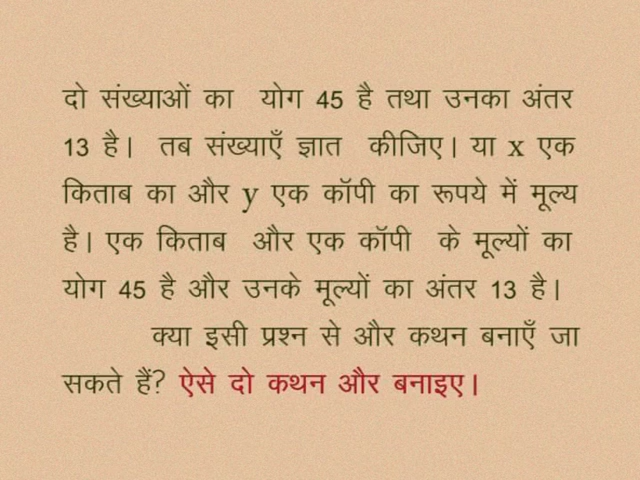 दो संख्याओं का योग 45 है तथा उनका अंतर
13 है। तब संख्याएँ ज्ञात कीजिए। या x एक
किताब का और y एक कॉपी का रूपये में मूल्य
है। एक किताब और एक कॉपी के मूल्यों का
योग 45 है और उनके मूल्यों का अंतर 13 है।
क्या इसी प्रश्न से और कथन बनाएँ जा
सकते हैं? ऐसे दो कथन और बनाइए।